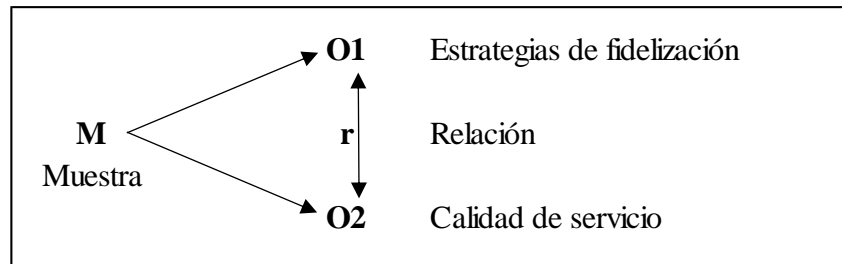 O1 Estrategias de fidelización
M r Relación
Muestra
O2 Calidad de servicio